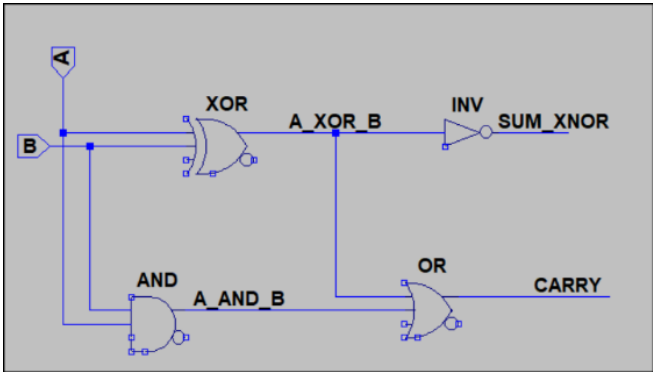 A
XOR
INV
A_XOR_B
SUM_XNOR
B
AND
OR
A_AND_B
CARRY